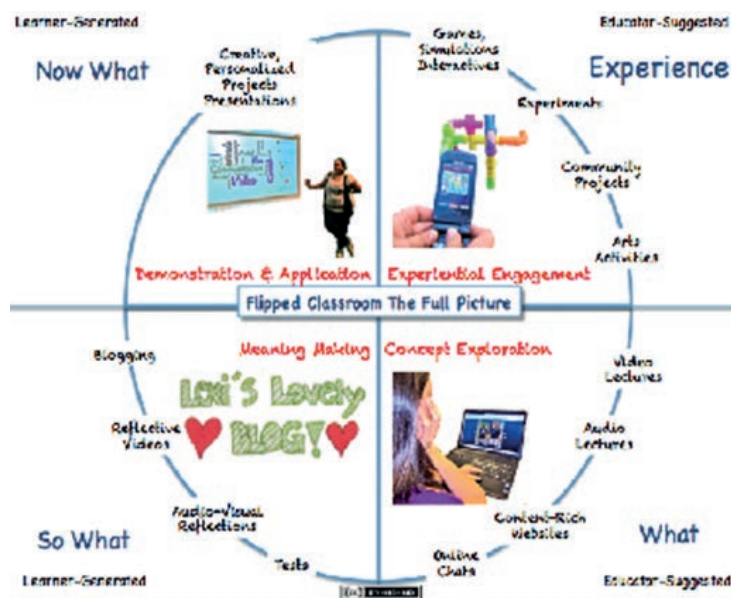 Learner-Generated
Educator-Suggested
Now What
Experience
Creative,
Personalized
Projects
Presentations
Games,
Simulations
Interactives
Experiments
Community
Projects
Arts
Activities
Demonstration & Application
Experiential Engagement
Flipped Classroom The Full Picture
Meaning Making
Concept Exploration
Blogging
Reflective
Videos
Audio-Visual
Reflections
Tests
Lexi's Lovely
BLOG!
Video
Lectures
Audio
Lectures
Content-Rich
Websites
Online
Chats
So What
What
Learner-Generated
Educator-Suggested